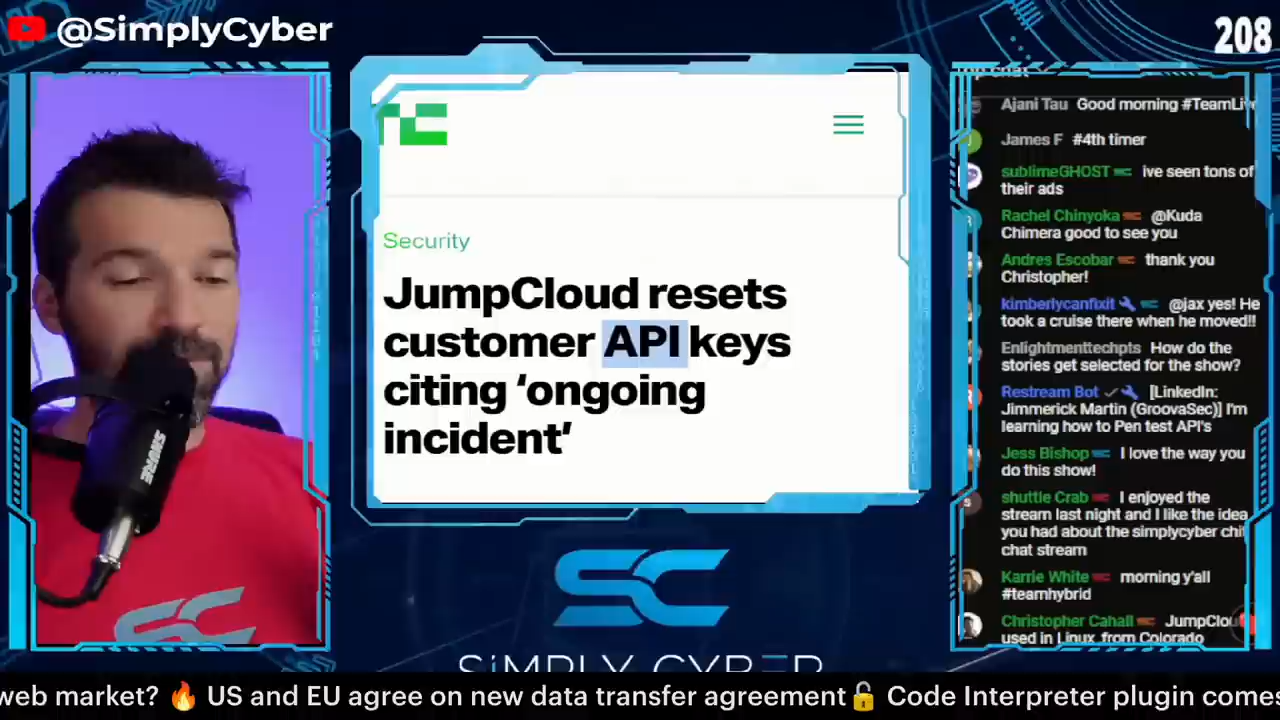 @SimplyCyber
208
Security
JumpCloud resets
customer API keys
citing ‘ongoing
incident’
SHURE
SC
SiMPLY CYBER
Ajani Tau Good morning #TeamLive
James F #4th timer
sublimeGHOST ive seen tons of
their ads
Rachel Chinyoka @Kuda
Chimera good to see you
Andres Escobar thank you
Christopher!
kimberlycanfixit @jax yes! He
took a cruise there when he moved!!
Enlightmenttechpts How do the
stories get selected for the show?
Restream Bot [LinkedIn:
Jimmerick Martin (GroovaSec)] I'm
learning how to Pen test API's
Jess Bishop I love the way you
do this show!
shuttle Crab I enjoyed the
stream last night and I like the idea
you had about the simplycyber chit
chat stream
Karrie White morning y'all
#teamhybrid
Christopher Cahall JumpClou
used in Linux, from Colorado
web market? 🔥 US and EU agree on new data transfer agreement🔓 Code Interpreter plugin comes